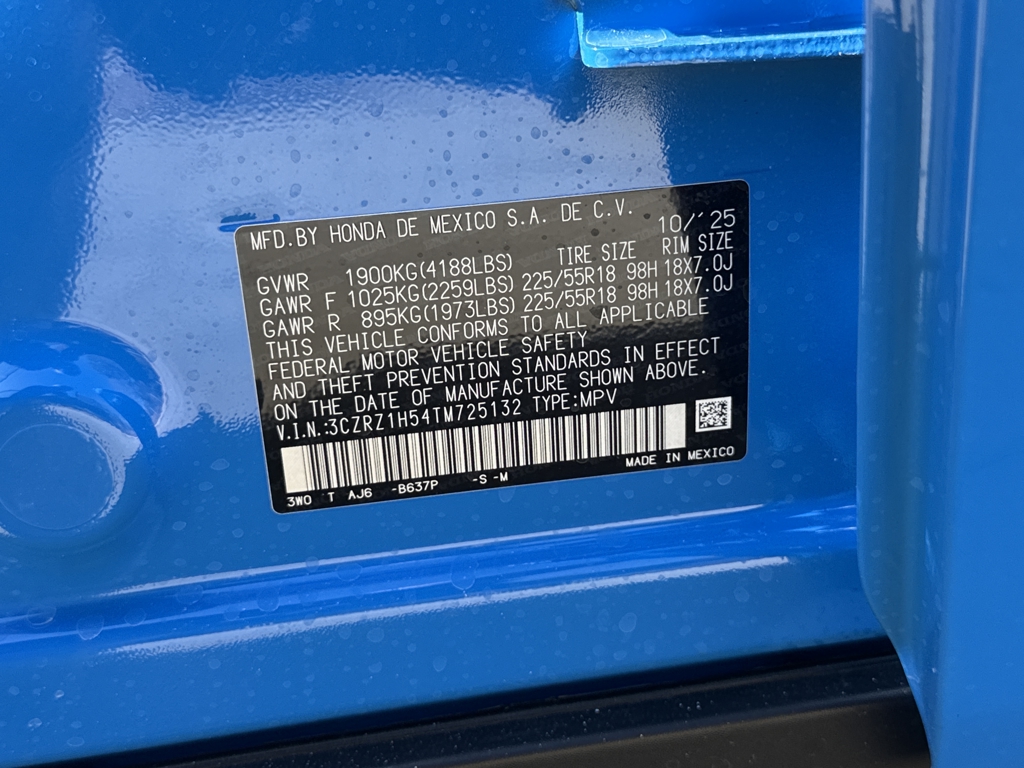 MFD.BY HONDA DE MEXICO S.A. DE C.V. 10/'25
TIRE SIZE RIM SIZE
GVWR 1900KG(4188LBS)
GAWR F 1025KG(2259LBS) 225/55R18 98H 18X7.0J
GAWR R 895KG(1973LBS) 225/55R18 98H 18X7.0J
THIS VEHICLE CONFORMS TO ALL APPLICABLE
FEDERAL MOTOR VEHICLE SAFETY
AND THEFT PREVENTION STANDARDS IN EFFECT
ON THE DATE OF MANUFACTURE SHOWN ABOVE.
V.I.N.:3CZRZ1H54TM725132 TYPE:MPV
3WO T AJ6 -B637P -S -M MADE IN MEXICO